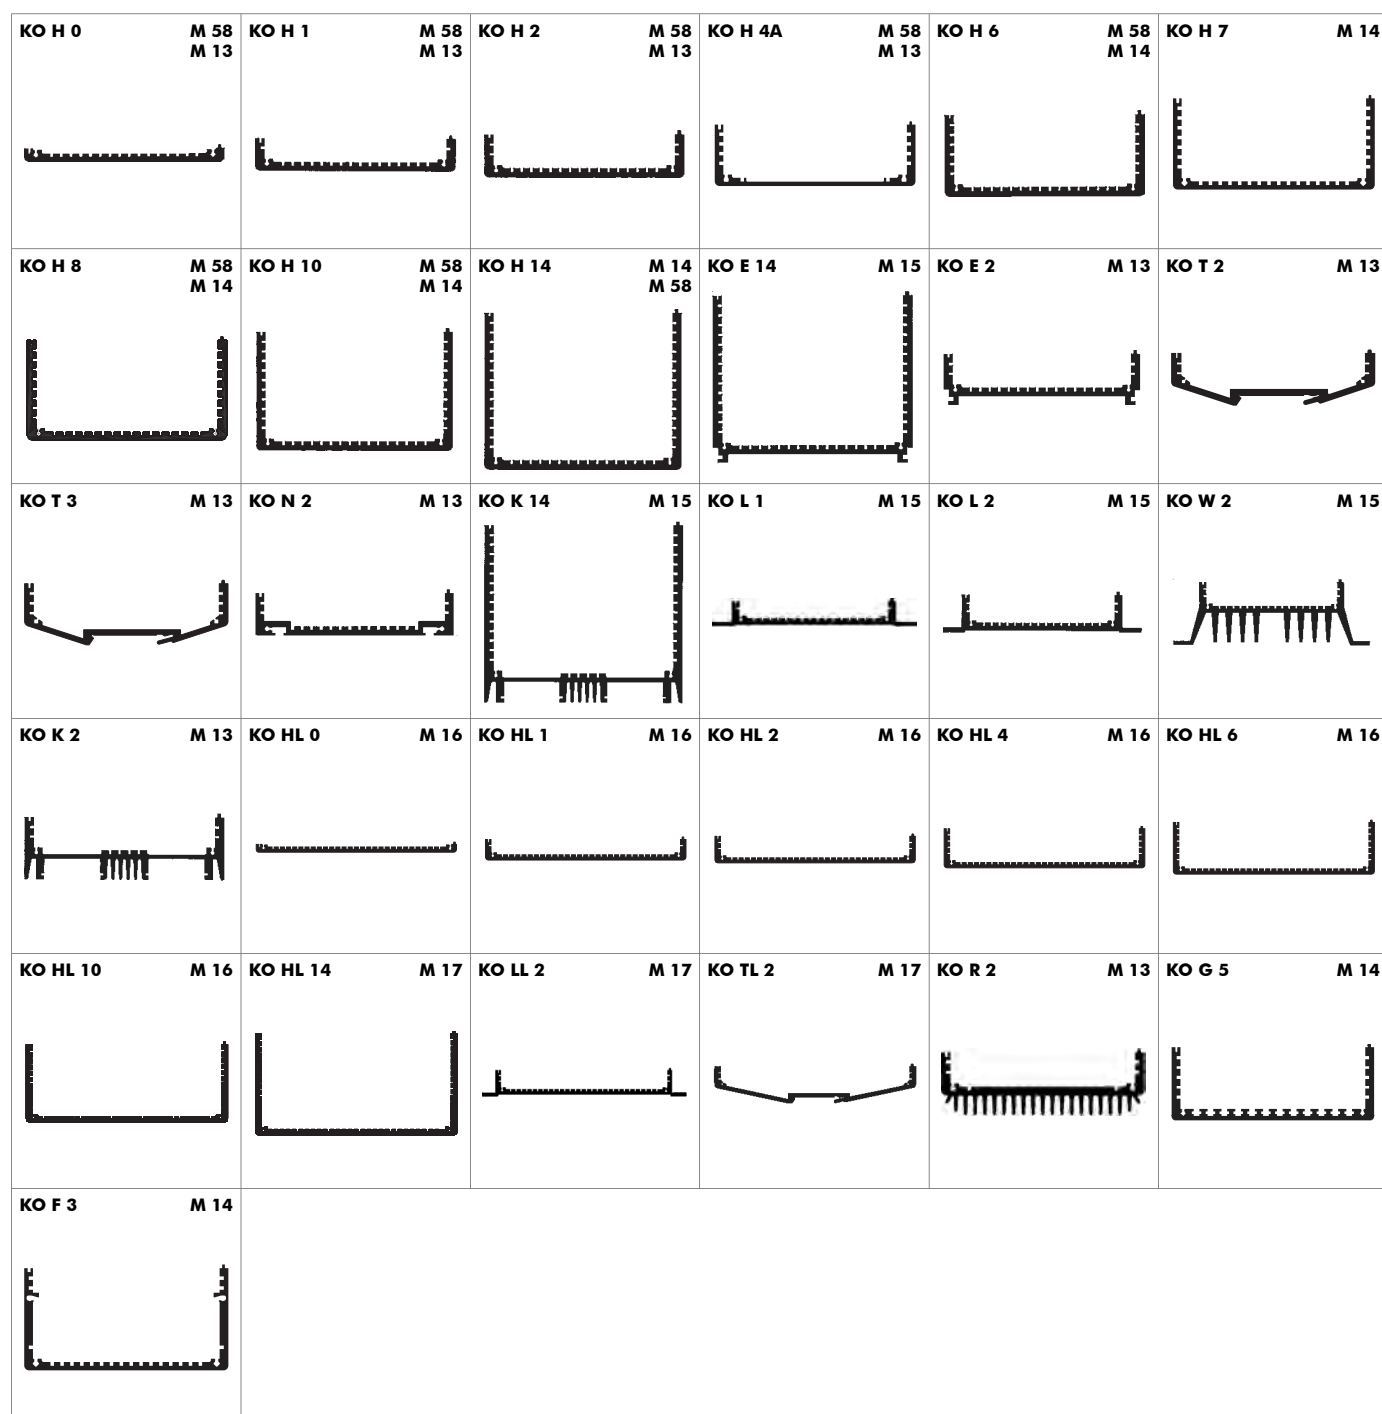 KO H 0 M 58
M 13
KO H 1 M 58
M 13
KO H 2 M 58
M 13
KO H 4A M 58
M 13
KO H 6 M 58
M 14
KO H 7 M 14
KO H 8 M 58
M 14
KO H 10 M 58
M 14
KO H 14 M 14
M 58
KO E 14 M 15
KO E 2 M 13
KO T 2 M 13
KO T 3 M 13
KO N 2 M 13
KO K 14 M 15
KO L 1 M 15
KO L 2 M 15
KO W 2 M 15
KO K 2 M 13
KO HL 0 M 16
KO HL 1 M 16
KO HL 2 M 16
KO HL 4 M 16
KO HL 6 M 16
KO HL 10 M 16
KO HL 14 M 17
KO LL 2 M 17
KO TL 2 M 17
KO R 2 M 13
KO G 5 M 14
KO F 3 M 14